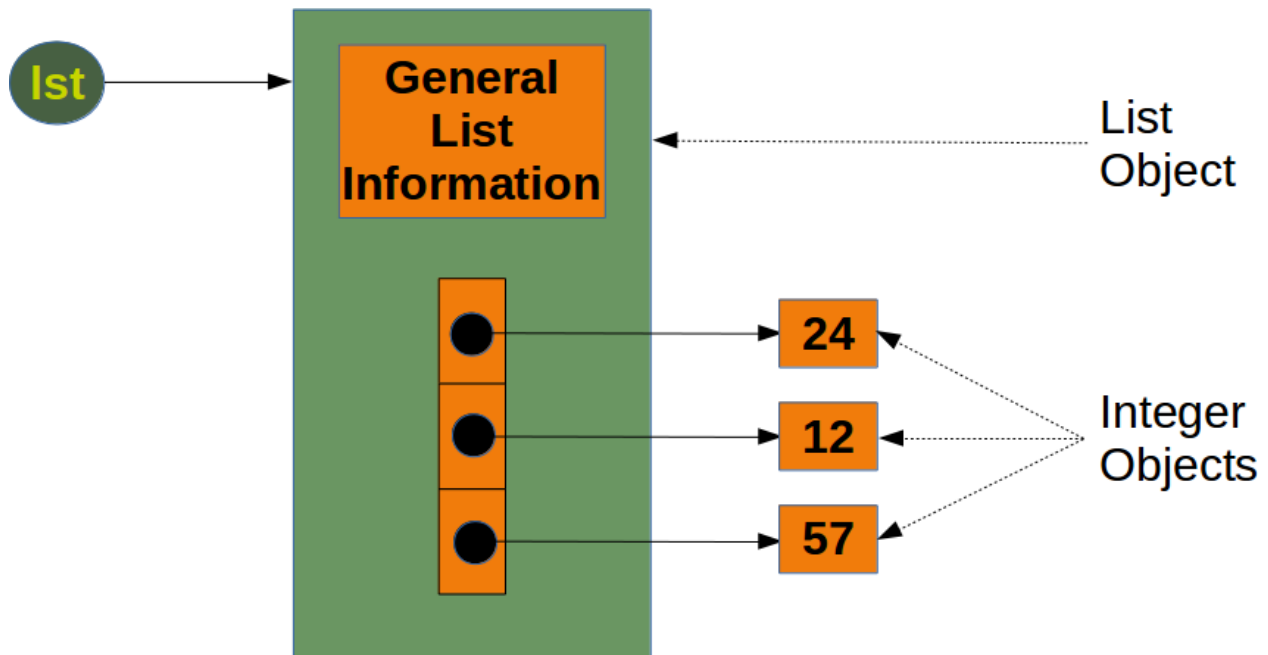 lst
General
List
Information
List
Object
24
12
57
Integer
Objects